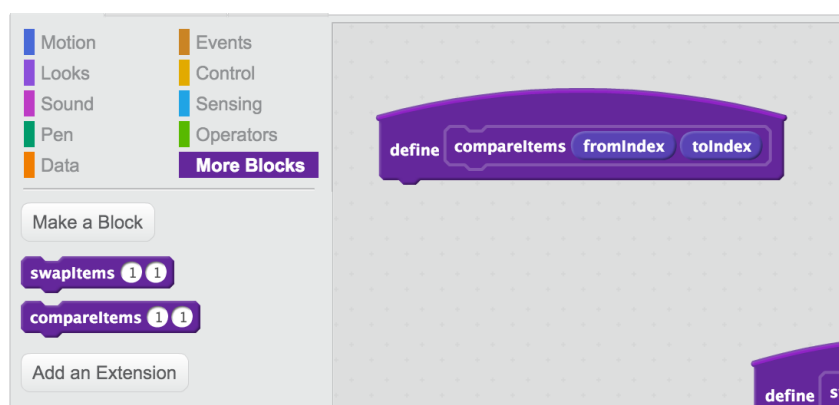 Motion
Looks
Sound
Pen
Data
Events
Control
Sensing
Operators
More Blocks
Make a Block
swapItems 1 1
compareItems 1 1
Add an Extension
define compareItems fromIndex toIndex
define s